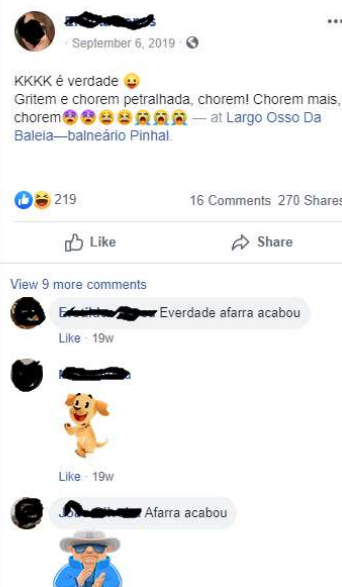 September 6, 2019
KKKK é verdade 😛
Gritem e chorem petralhada, chorem! Chorem mais,
chorem😨😨😫😫😭😭😭 — at Largo Osso Da
Baleia—balneário Pinhal.
219
16 Comments 270 Shares
Like Share
View 9 more comments
Everdade afarra acabou
Like · 19w
Like · 19w
Afarra acabou